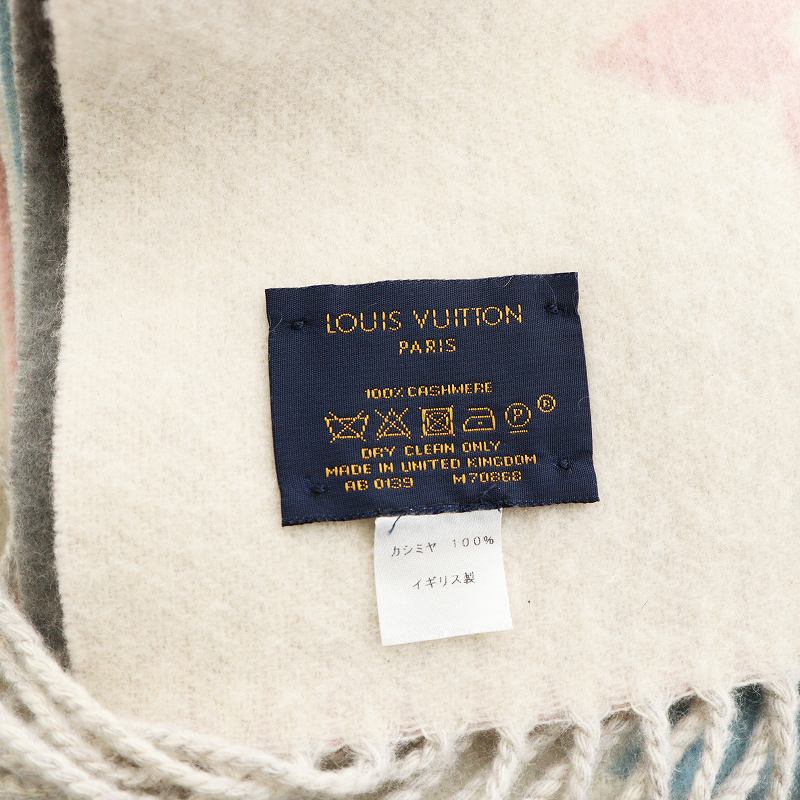 LOUIS VUITTON
PARIS
100% CASHMERE
P ®
DRY CLEAN ONLY
MADE IN UNITED KINGDOM
AB 0139 M70868
カシミヤ 100%
イギリス製